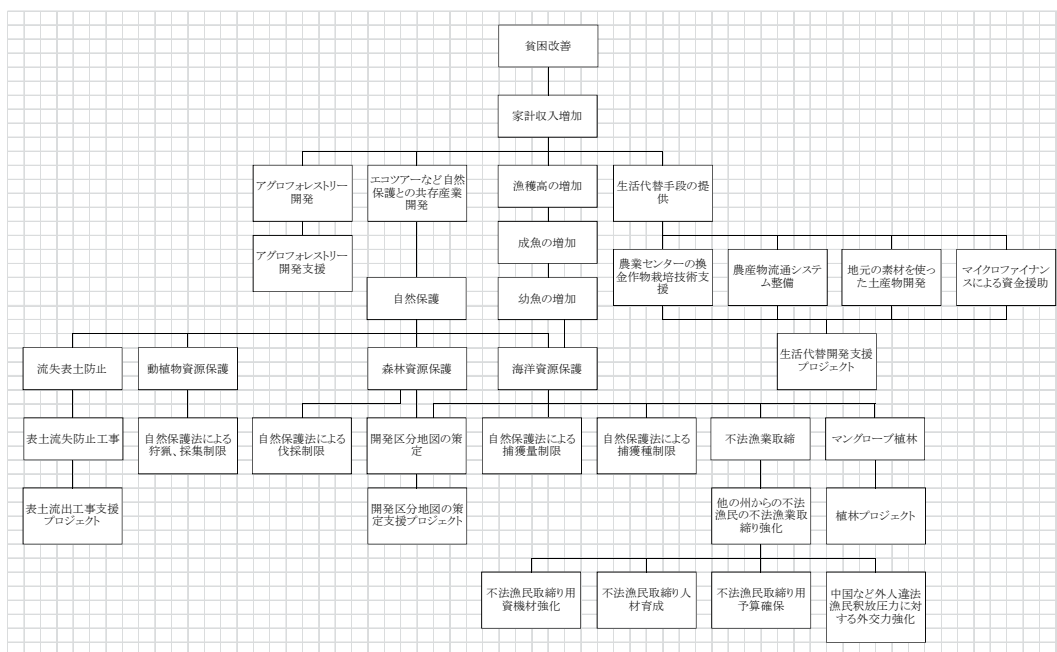 貧困改善
家計収入増加
アグロフォレストリー
開発
エコツアーなど自然
保護との共存産業
開発
漁穫高の増加
生活代替手段の提
供
アグロフォレストリー
開発支援
成魚の増加
農業センターの換
金作物栽培技術支
援
農産物流通システ
ム整備
地元の素材を使っ
た土産物開発
マイクロファイナン
スによる資金援助
自然保護
幼魚の増加
流失表土防止
動植物資源保護
森林資源保護
海洋資源保護
生活代替開発支援
プロジェクト
表土流失防止工事
自然保護法による
狩猟、採集制限
自然保護法による
伐採制限
開発区分地図の策
定
自然保護法による
捕獲量制限
自然保護法による
捕獲種制限
不法漁業取締
マングローブ植林
表土流出工事支援
プロジェクト
開発区分地図の策
定支援プロジェクト
他の州からの不法
漁民の不法漁業取
締り強化
植林プロジェクト
不法漁民取締り用
資機材強化
不法漁民取締り人
材育成
不法漁民取締り用
予算確保
中国など外人違法
漁民釈放圧力に対
する外交力強化